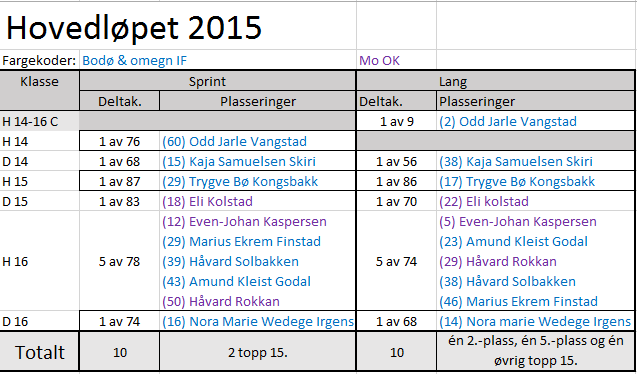 Hovedløpet 2015
Fargekoder: Bodø & omegn IF Mo OK
Klasse Sprint Lang
Deltak. Plasseringer Deltak. Plasseringer
H 14-16 C 1 av 9 (2) Odd Jarle Vangstad
H 14 1 av 76 (60) Odd Jarle Vangstad
D 14 1 av 68 (15) Kaja Samuelsen Skiri 1 av 56 (38) Kaja Samuelsen Skiri
H 15 1 av 87 (29) Trygve Bø Kongsbakk 1 av 86 (17) Trygve Bø Kongsbakk
D 15 1 av 83 (18) Eli Kolstad 1 av 70 (22) Eli kolstad
(12) Even-Johan Kaspersen (5) Even-Johan Kaspersen
(29) Marius Ekrem Finstad (23) Amund Kleist Godal
H 16 5 av 78 (39) Håvard Solbakken 5 av 74 (29) Håvard Rokkan
(43) Amund Kleist Godal (38) Håvard Solbakken
(50) Håvard Rokkan (46) Marius Ekrem Finstad
D 16 1 av 74 (16) Nora Marie Wedege Irgens 1 av 68 (14) Nora marie Wedege Irgens
Totalt 10 2 topp 15. 10 én 2.-plass, én 5.-plass og én
øvrig topp 15.